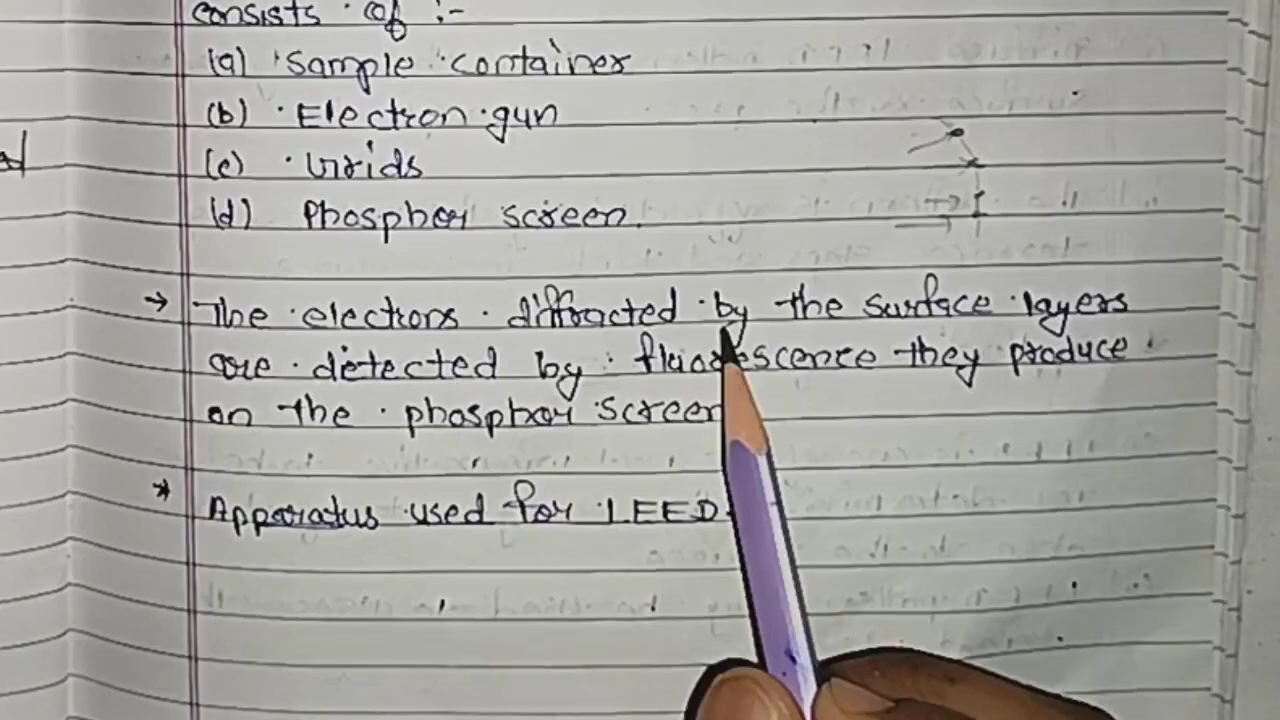 consists of :-
(a) Sample container
(b) Electron gun
(c) Grids
(d) Phosphor screen.
→ The electrons diffracted by the surface layers
are detected by fluorescence they produce
on the phosphor screen
* Apparatus used for LEED